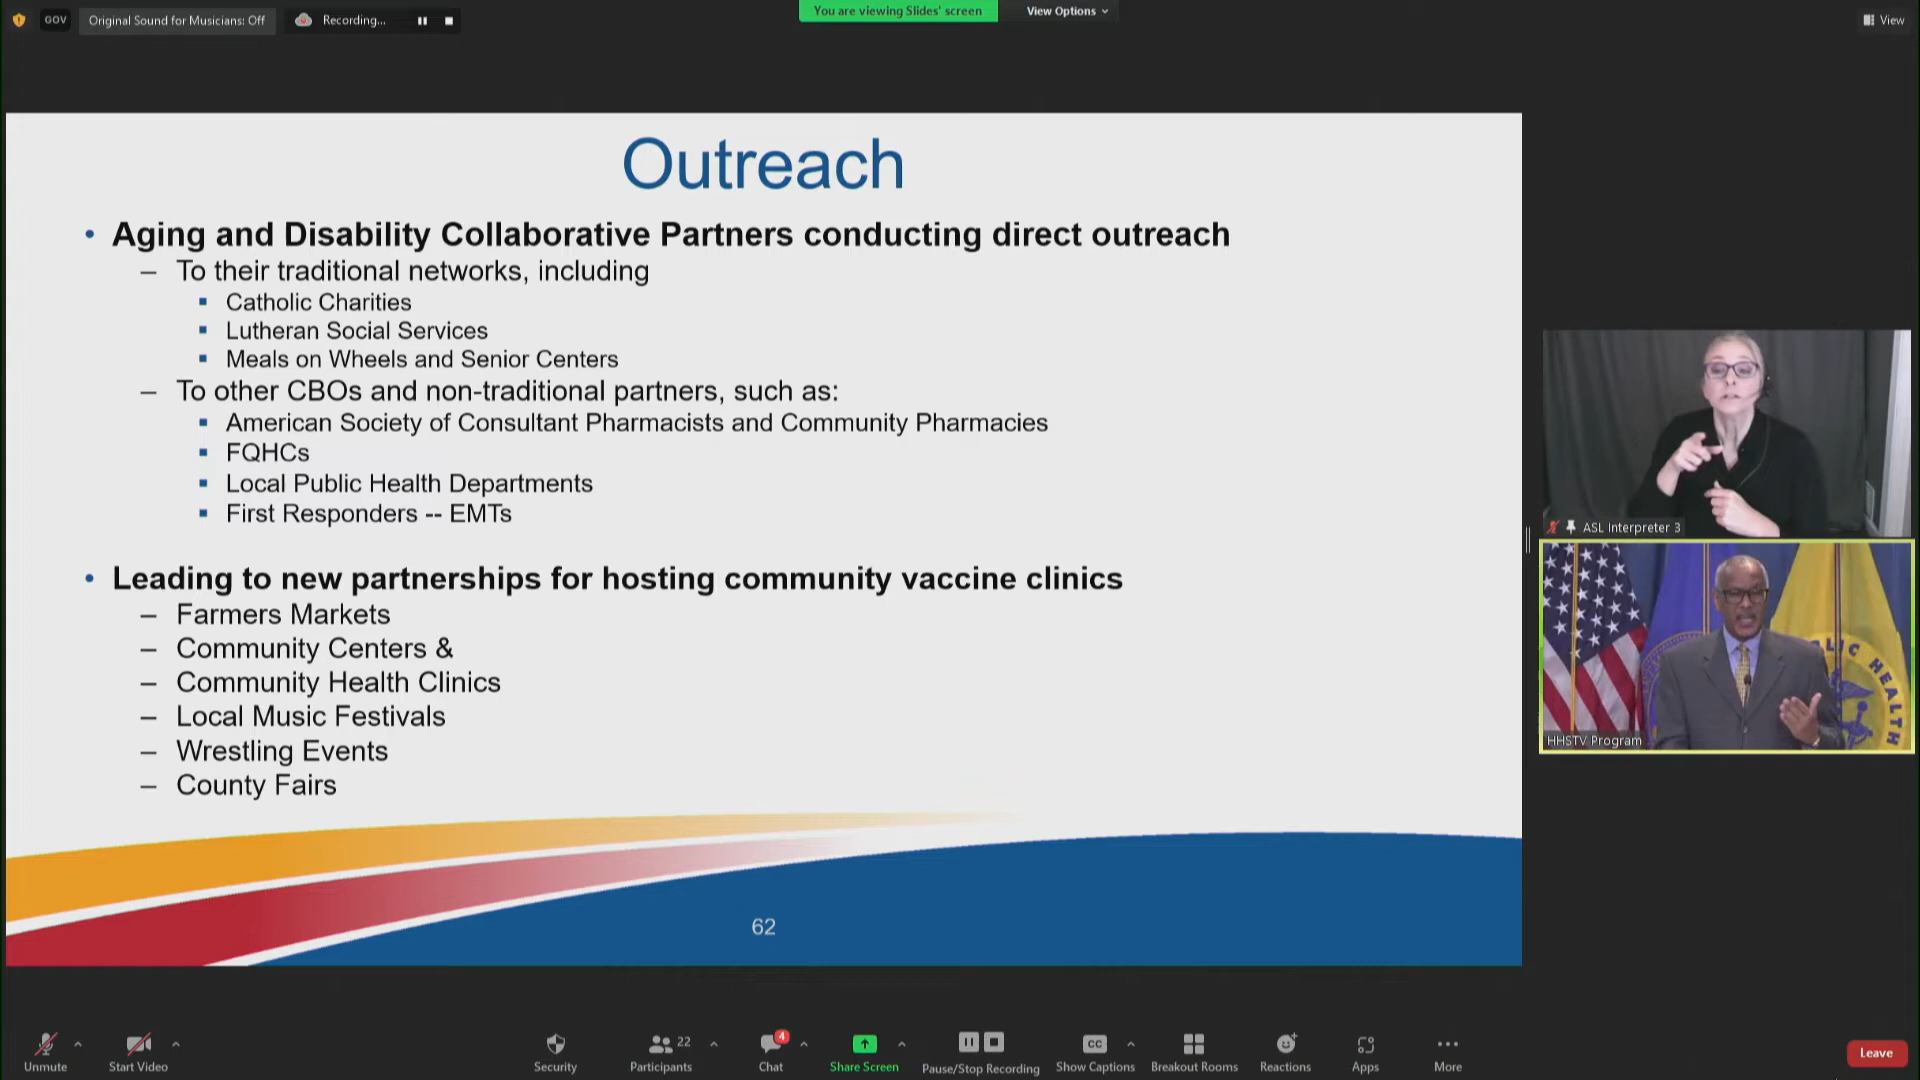 GOV
Original Sound for Musicians: Off
Recording...
You are viewing Slides' screen
View Options
View
Outreach
• Aging and Disability Collaborative Partners conducting direct outreach
– To their traditional networks, including
▪ Catholic Charities
▪ Lutheran Social Services
▪ Meals on Wheels and Senior Centers
– To other CBOs and non-traditional partners, such as:
▪ American Society of Consultant Pharmacists and Community Pharmacies
▪ FQHCs
▪ Local Public Health Departments
▪ First Responders -- EMTs
• Leading to new partnerships for hosting community vaccine clinics
– Farmers Markets
– Community Centers &
– Community Health Clinics
– Local Music Festivals
– Wrestling Events
– County Fairs
62
ASL Interpreter 3
LIC HEALTH
HHSTV Program
Unmute
Start Video
Security
22
Participants
4
Chat
Share Screen
Pause/Stop Recording
CC
Show Captions
Breakout Rooms
Reactions
Apps
More
Leave